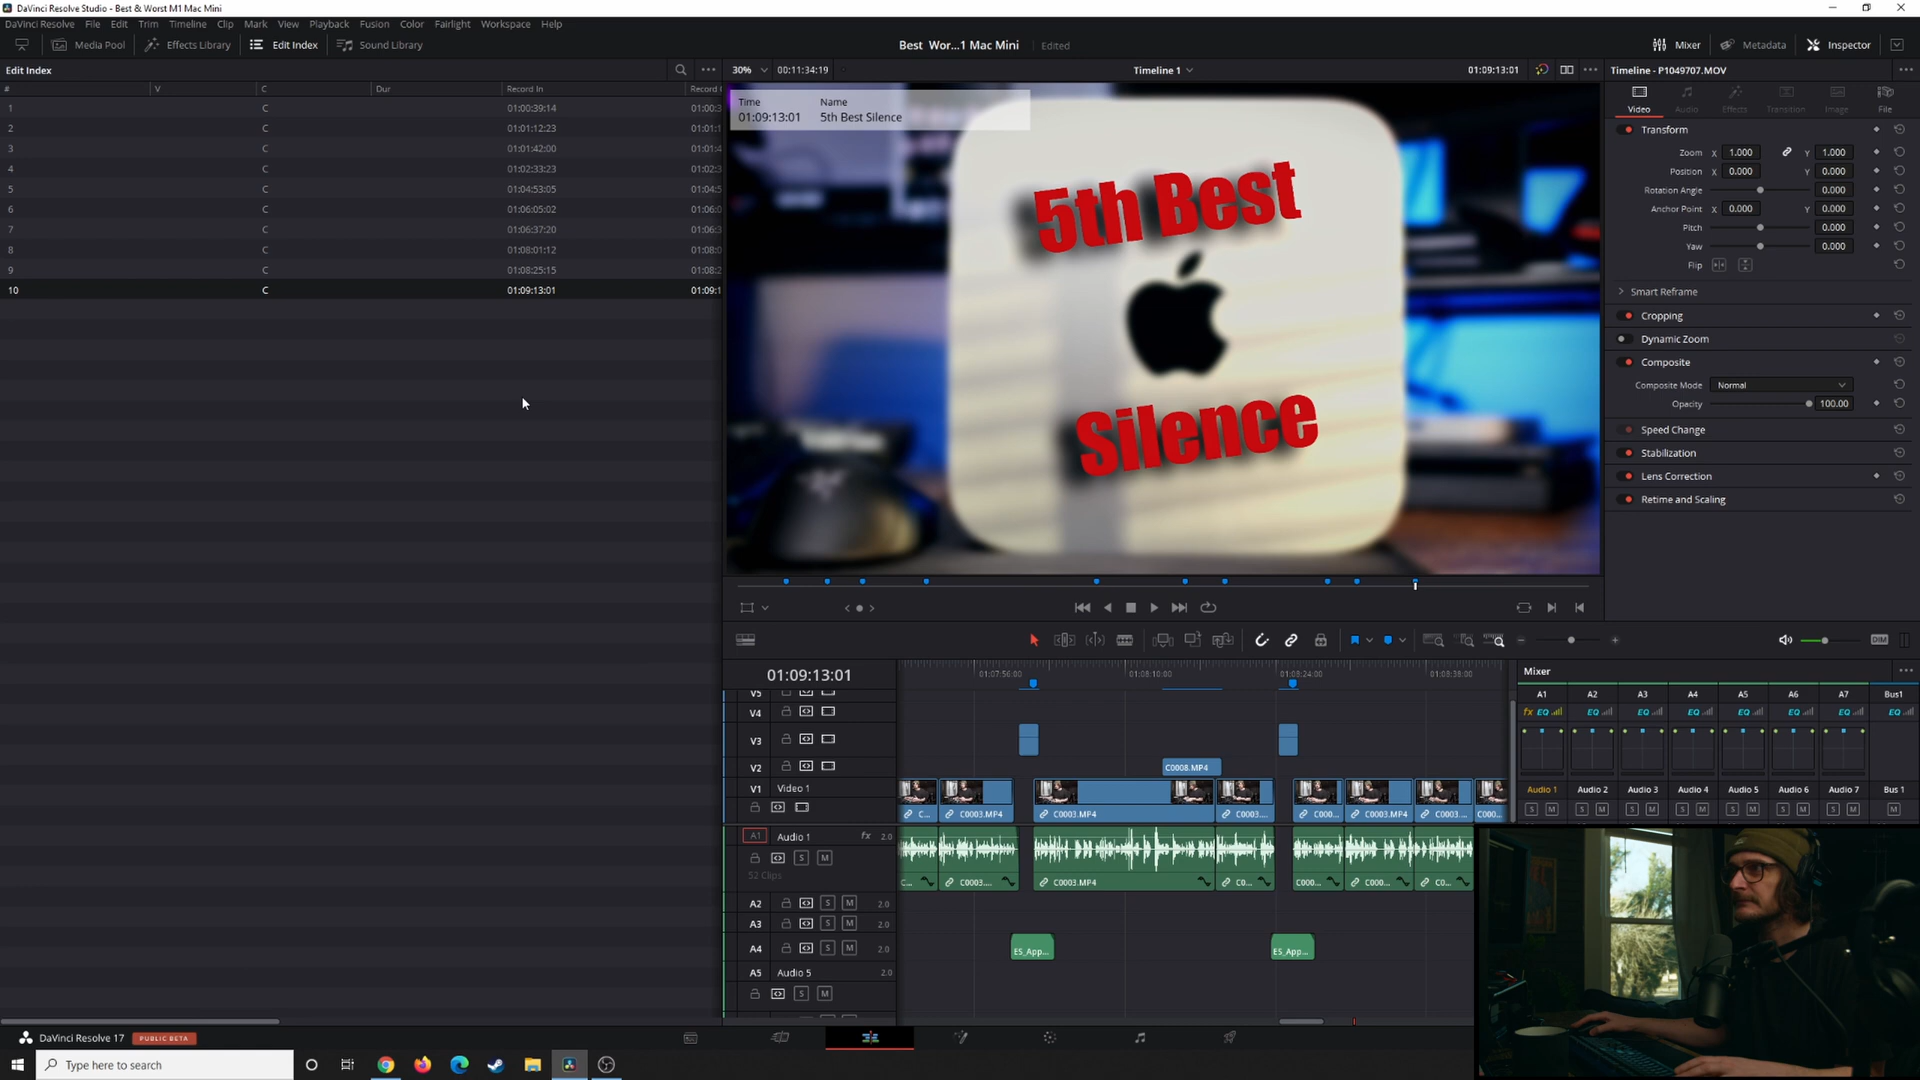 DaVinci Resolve Studio - Best & Worst M1 Mac Mini
DaVinci Resolve File Edit Trim Timeline Clip Mark View Playback Fusion Color Fairlight Workspace Help
Media Pool Effects Library Edit Index Sound Library Best Wor...1 Mac Mini Edited Mixer Metadata Inspector
Edit Index 30% 00:11:34:19 Timeline 1 01:09:13:01 Timeline - P1049707.MOV
# V C Dur Record In Record
1 C 01:00:39:14 01:00:3
2 C 01:01:12:23 01:01:1
3 C 01:01:42:00 01:01:4
4 C 01:02:33:23 01:02:3
5 C 01:04:53:05 01:04:5
6 C 01:06:05:02 01:06:0
7 C 01:06:37:20 01:06:3
8 C 01:08:01:12 01:08:0
9 C 01:08:25:15 01:08:2
10 C 01:09:13:01 01:09:1
Time Name
01:09:13:01 5th Best Silence
5th Best
Silence
Video Audio Effects Transition Image File
Transform
Zoom X 1.000 Y 1.000
Position X 0.000 Y 0.000
Rotation Angle 0.000
Anchor Point X 0.000 Y 0.000
Pitch 0.000
Yaw 0.000
Flip
Smart Reframe
Cropping
Dynamic Zoom
Composite
Composite Mode Normal
Opacity 100.00
Speed Change
Stabilization
Lens Correction
Retime and Scaling
DIM
01:09:13:01 01:07:56:00 01:08:10:00 01:08:24:00 01:08:38:00
V5
V4
V3
V2 C0008.MP4
V1 Video 1
C... C0003.MP4 C0003.MP4 C0003.... C000... C0003.MP4 C0003.... C000...
A1 Audio 1 fx 2.0
S M
52 Clips
C... C0003.... C0003.MP4 C0... C000... C000... C0...
A2 S M 2.0
A3 S M 2.0
A4 S M 2.0 ES_App... ES_App...
A5 Audio 5 2.0
S M
Mixer
A1 A2 A3 A4 A5 A6 A7 Bus1
fx EQ EQ EQ EQ EQ EQ EQ EQ
Audio 1 Audio 2 Audio 3 Audio 4 Audio 5 Audio 6 Audio 7 Bus 1
S M S M S M S M S M S M S M M
DaVinci Resolve 17 PUBLIC BETA
Type here to search